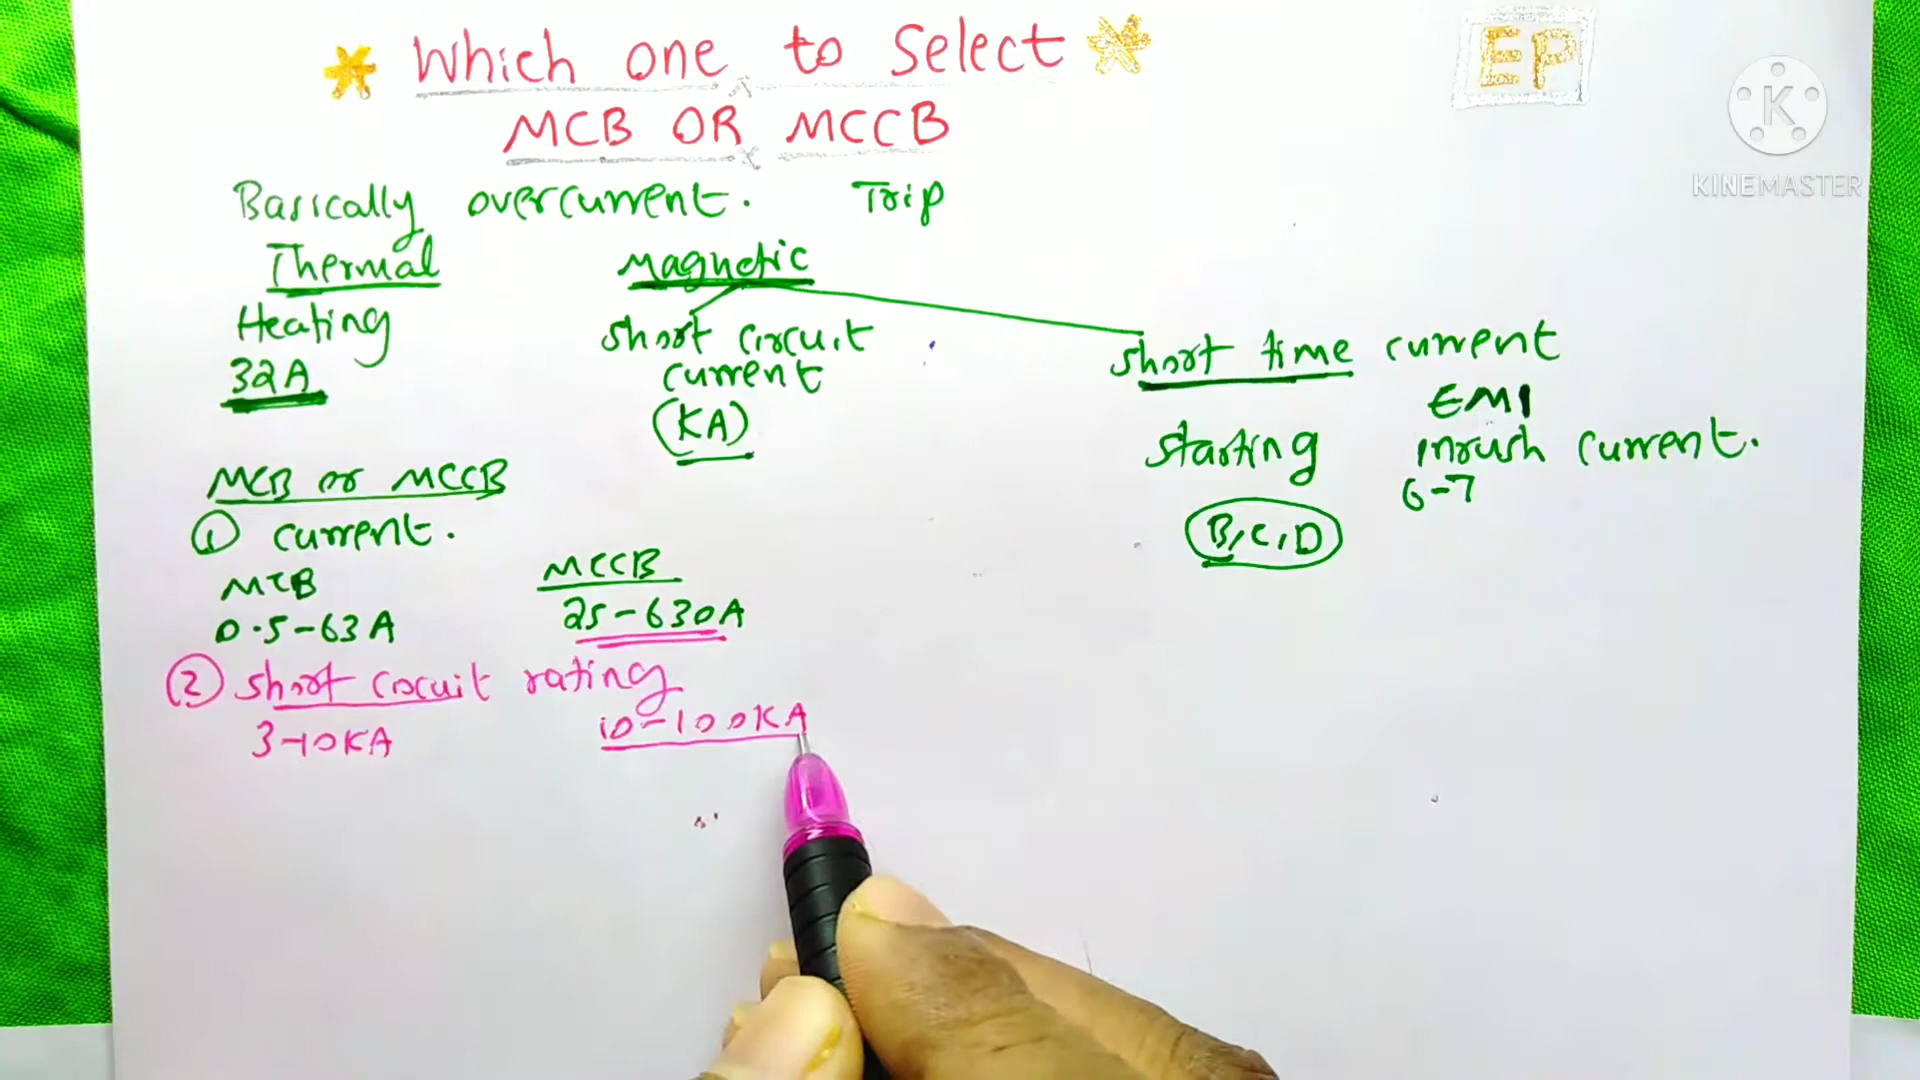 Which one to Select
MCB OR MCCB
EP
K
KINEMASTER
Basically overcurrent. Trip
Thermal
Heating
32A
Magnetic
Short circuit
current
(KA)
Short time current
EMI
starting inrush current.
6-7
B,C,D
MCB or MCCB
① current.
MCB MCCB
0.5-63A 25-630A
② short circuit rating
3-10KA 10-100KA